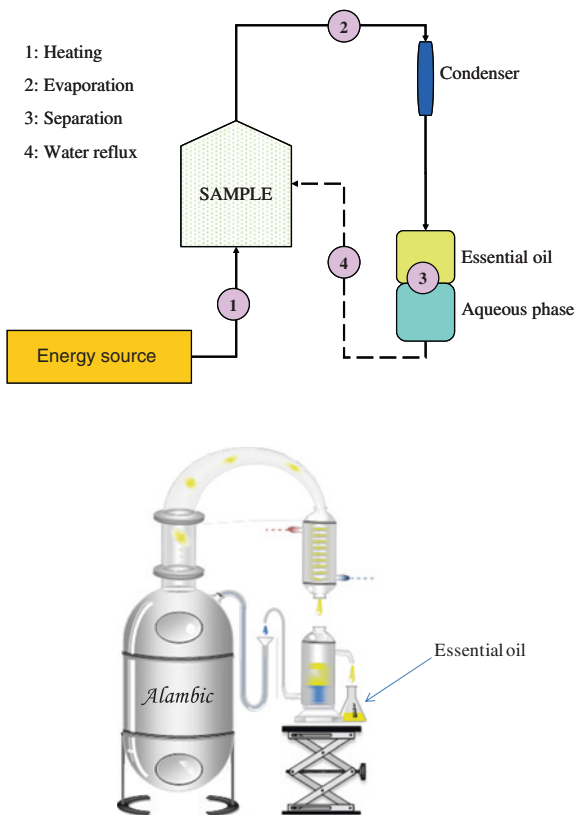 1: Heating
2: Evaporation
3: Separation
4: Water reflux
2
Condenser
SAMPLE
4
1
Essential oil
3
Aqueous phase
Energy source
Essential oil
Alambic